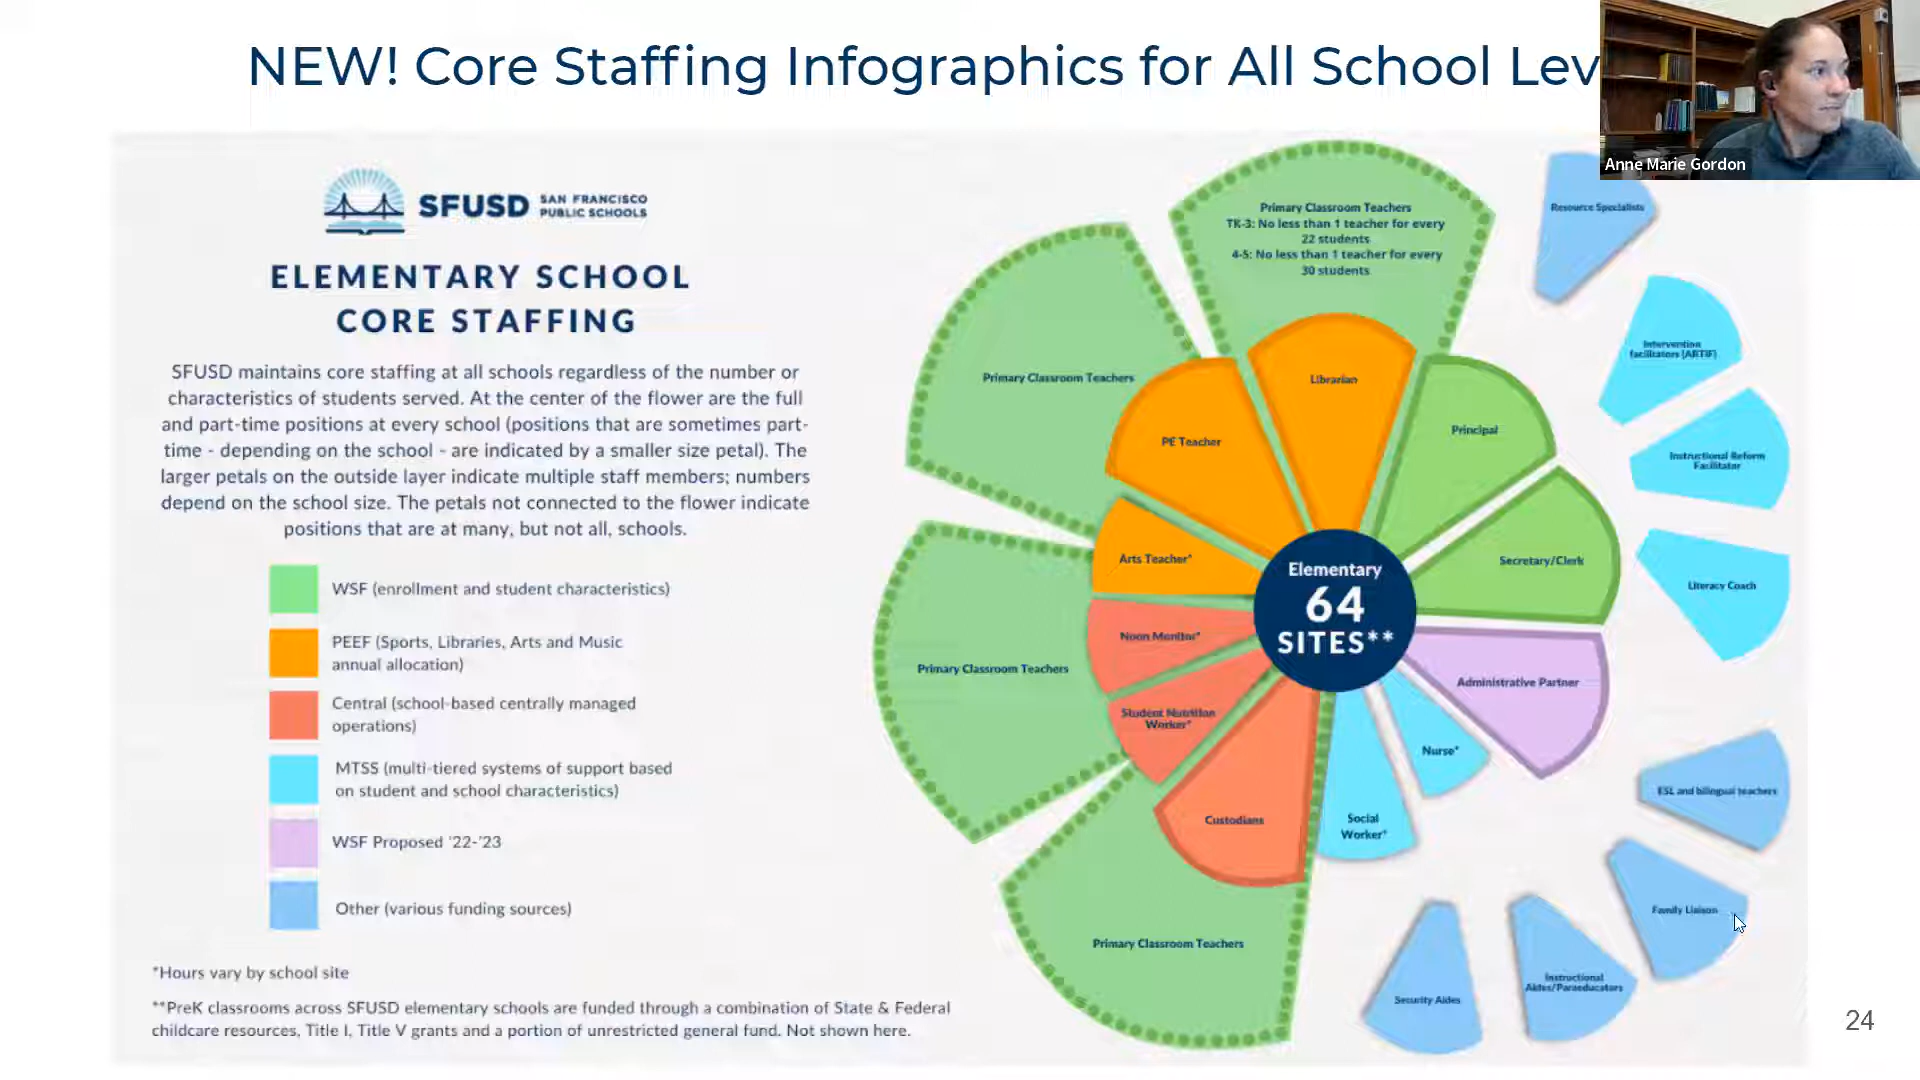 NEW! Core Staffing Infographics for All School Lev
Anne Marie Gordon
SFUSD SAN FRANCISCO
PUBLIC SCHOOLS
ELEMENTARY SCHOOL
CORE STAFFING
SFUSD maintains core staffing at all schools regardless of the number or
characteristics of students served. At the center of the flower are the full
and part-time positions at every school (positions that are sometimes part-
time - depending on the school - are indicated by a smaller size petal). The
larger petals on the outside layer indicate multiple staff members; numbers
depend on the school size. The petals not connected to the flower indicate
positions that are at many, but not all, schools.
WSF (enrollment and student characteristics)
PEEF (Sports, Libraries, Arts and Music
annual allocation)
Central (school-based centrally managed
operations)
MTSS (multi-tiered systems of support based
on student and school characteristics)
WSF Proposed '22-'23
Other (various funding sources)
*Hours vary by school site
**PreK classrooms across SFUSD elementary schools are funded through a combination of State & Federal
childcare resources, Title I, Title V grants and a portion of unrestricted general fund. Not shown here.
Primary Classroom Teachers
TK-3: No less than 1 teacher for every
22 students
4-5: No less than 1 teacher for every
30 students
Primary Classroom Teachers
Primary Classroom Teachers
Primary Classroom Teachers
Librarian
PE Teacher
Arts Teacher*
Noon Monitor*
Student Nutrition
Worker*
Custodians
Social
Worker*
Nurse*
Administrative Partner
Secretary/Clerk
Principal
Elementary
64
SITES**
Resource Specialists
Intervention
facilitators (ARTIF)
Instructional Reform
Facilitator
Literacy Coach
ESL and bilingual teachers
Family Liaison
Instructional
Aides/Paraeducators
Security Aides
24